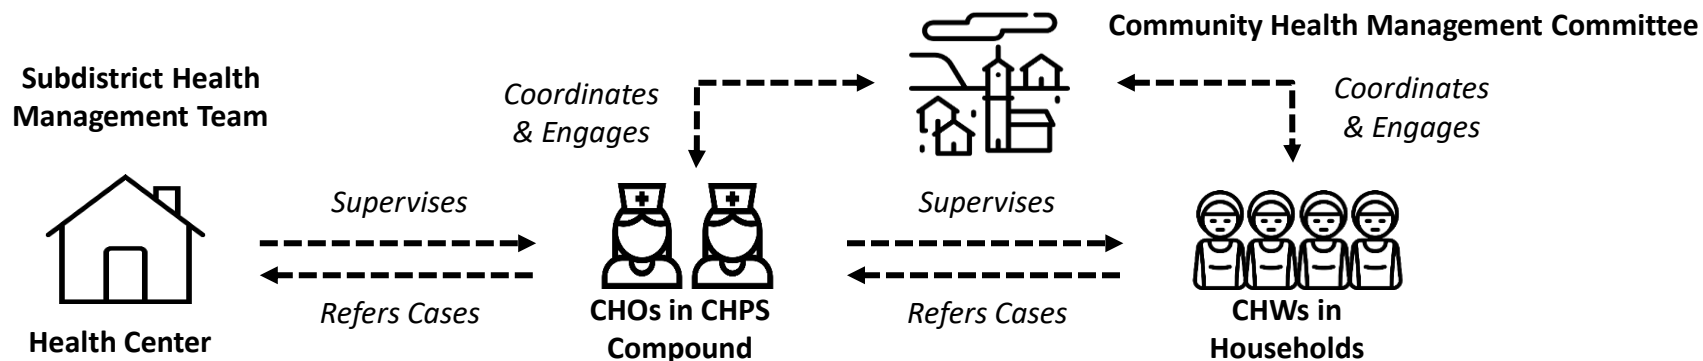 Community Health Management Committee
Subdistrict Health
Management Team
Coordinates
& Engages
Coordinates
& Engages
Supervises
Supervises
Refers Cases
Refers Cases
Health Center
CHOs in CHPS
Compound
CHWs in
Households